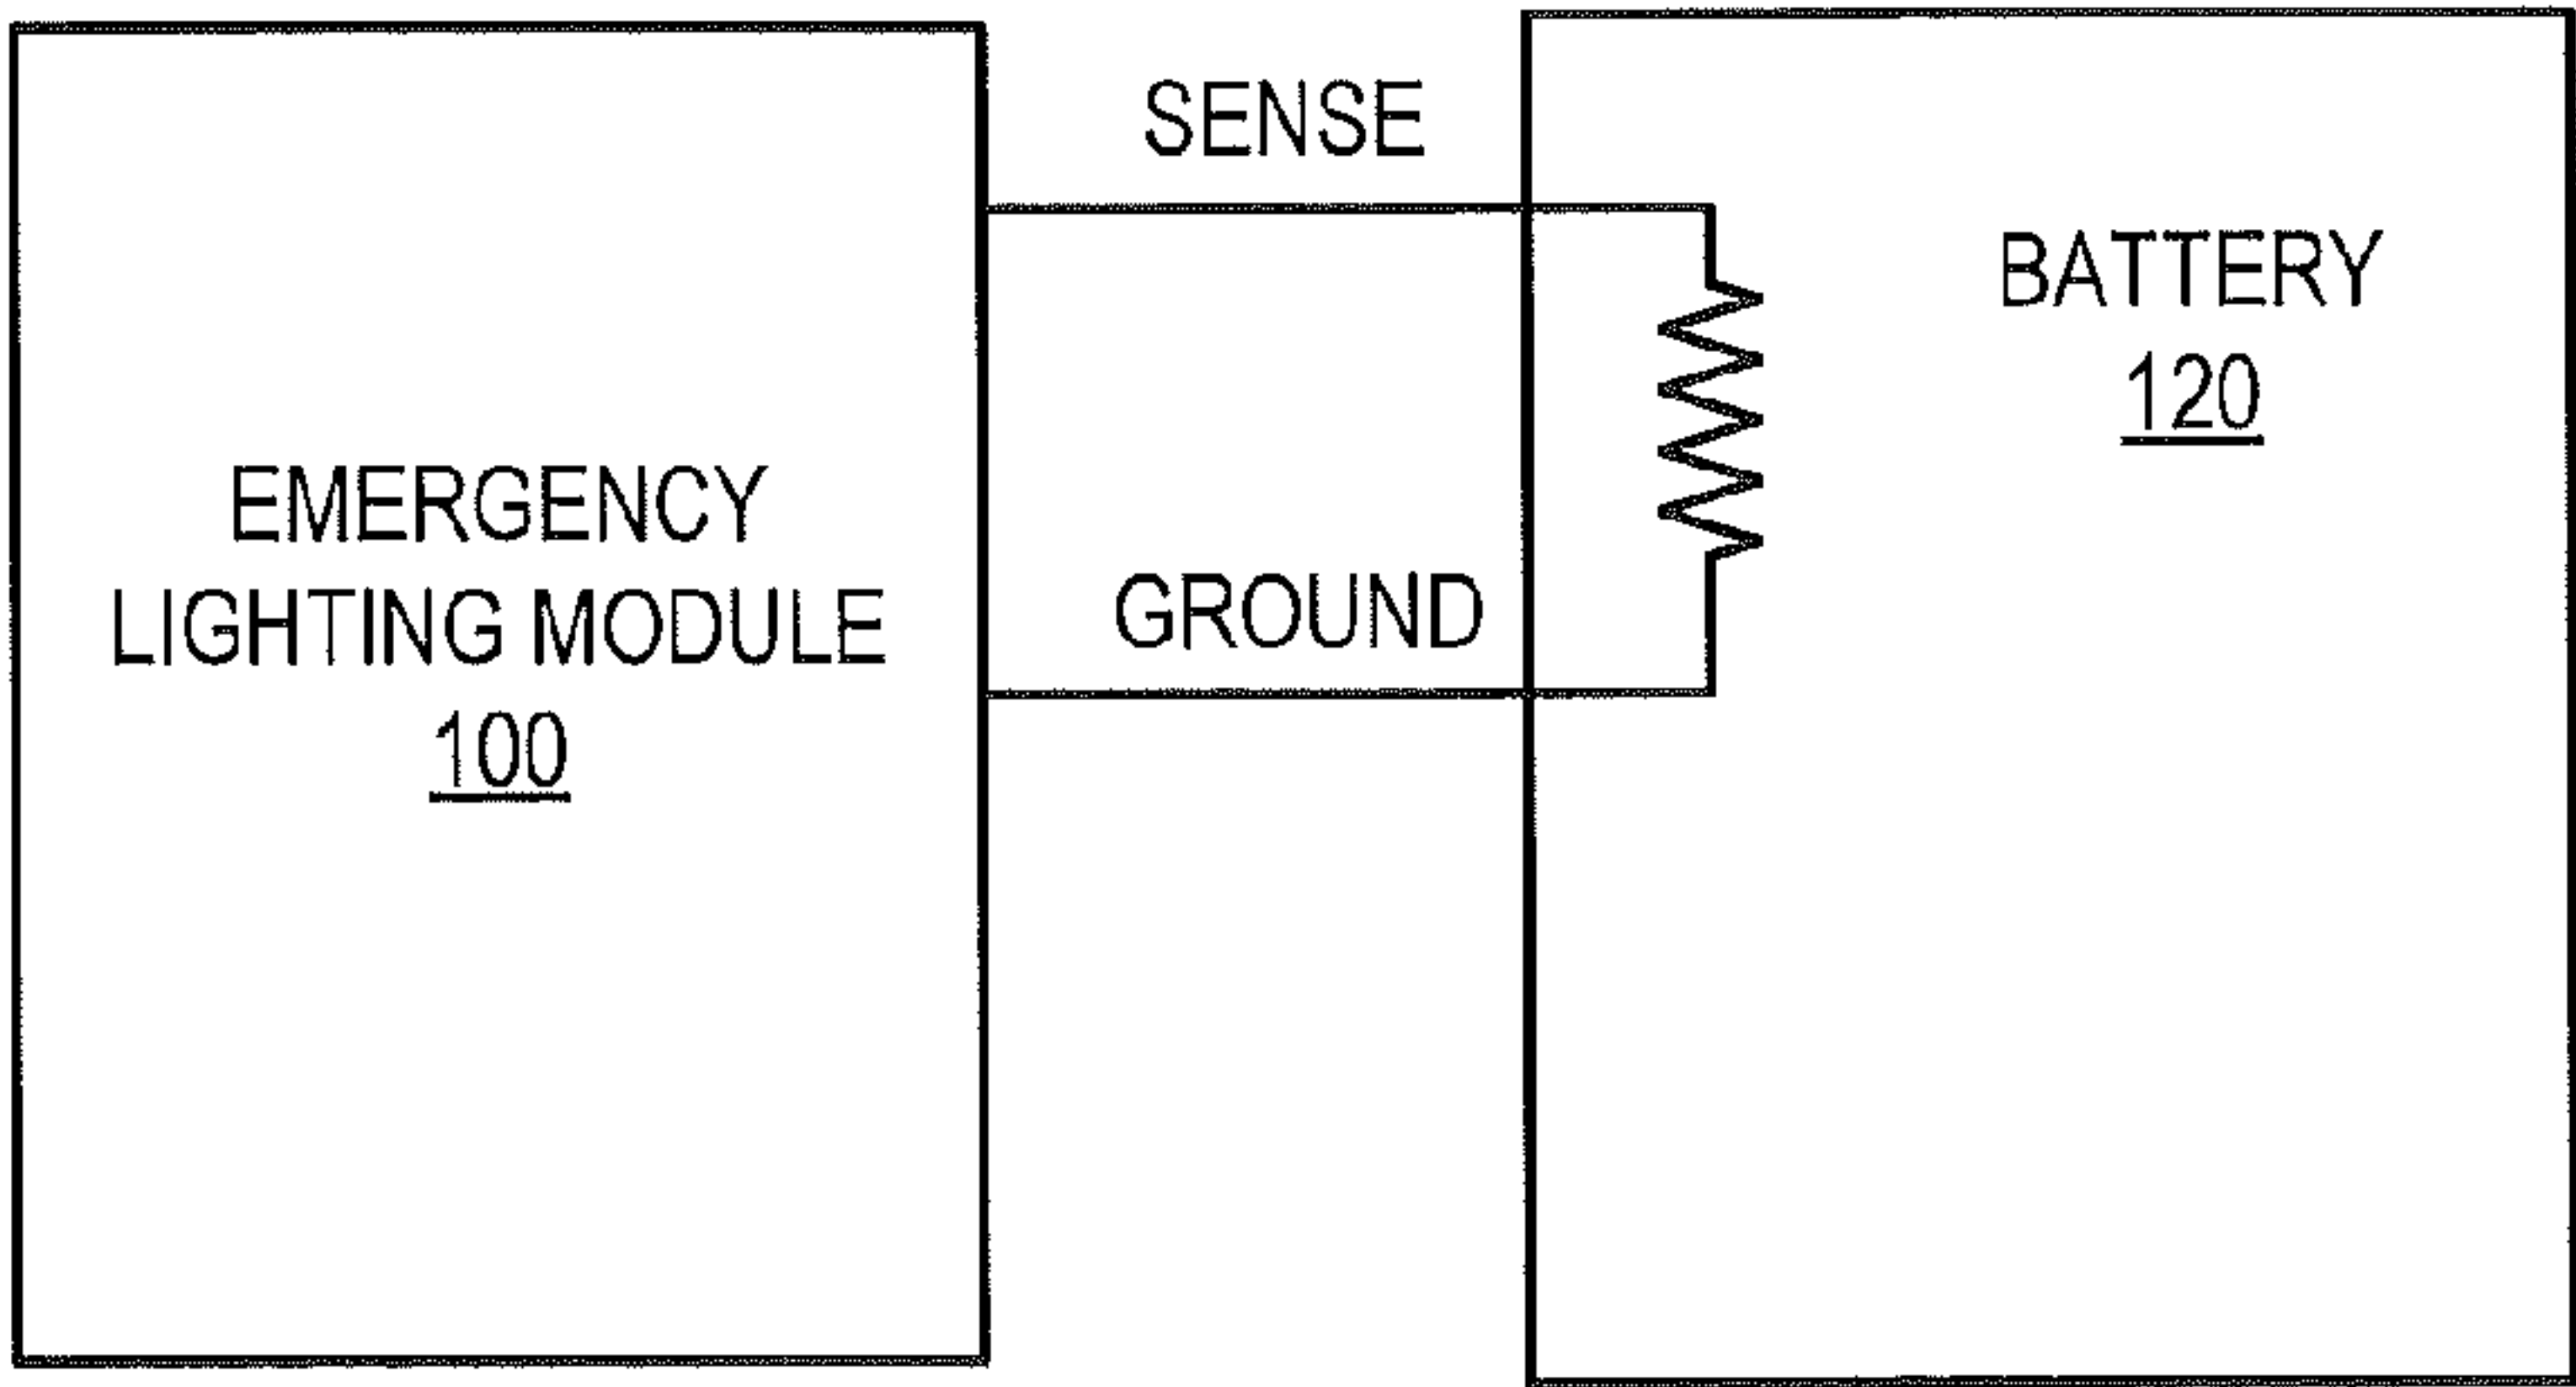 SENSE
BATTERY
120
EMERGENCY
LIGHTING MODULE
100
GROUND